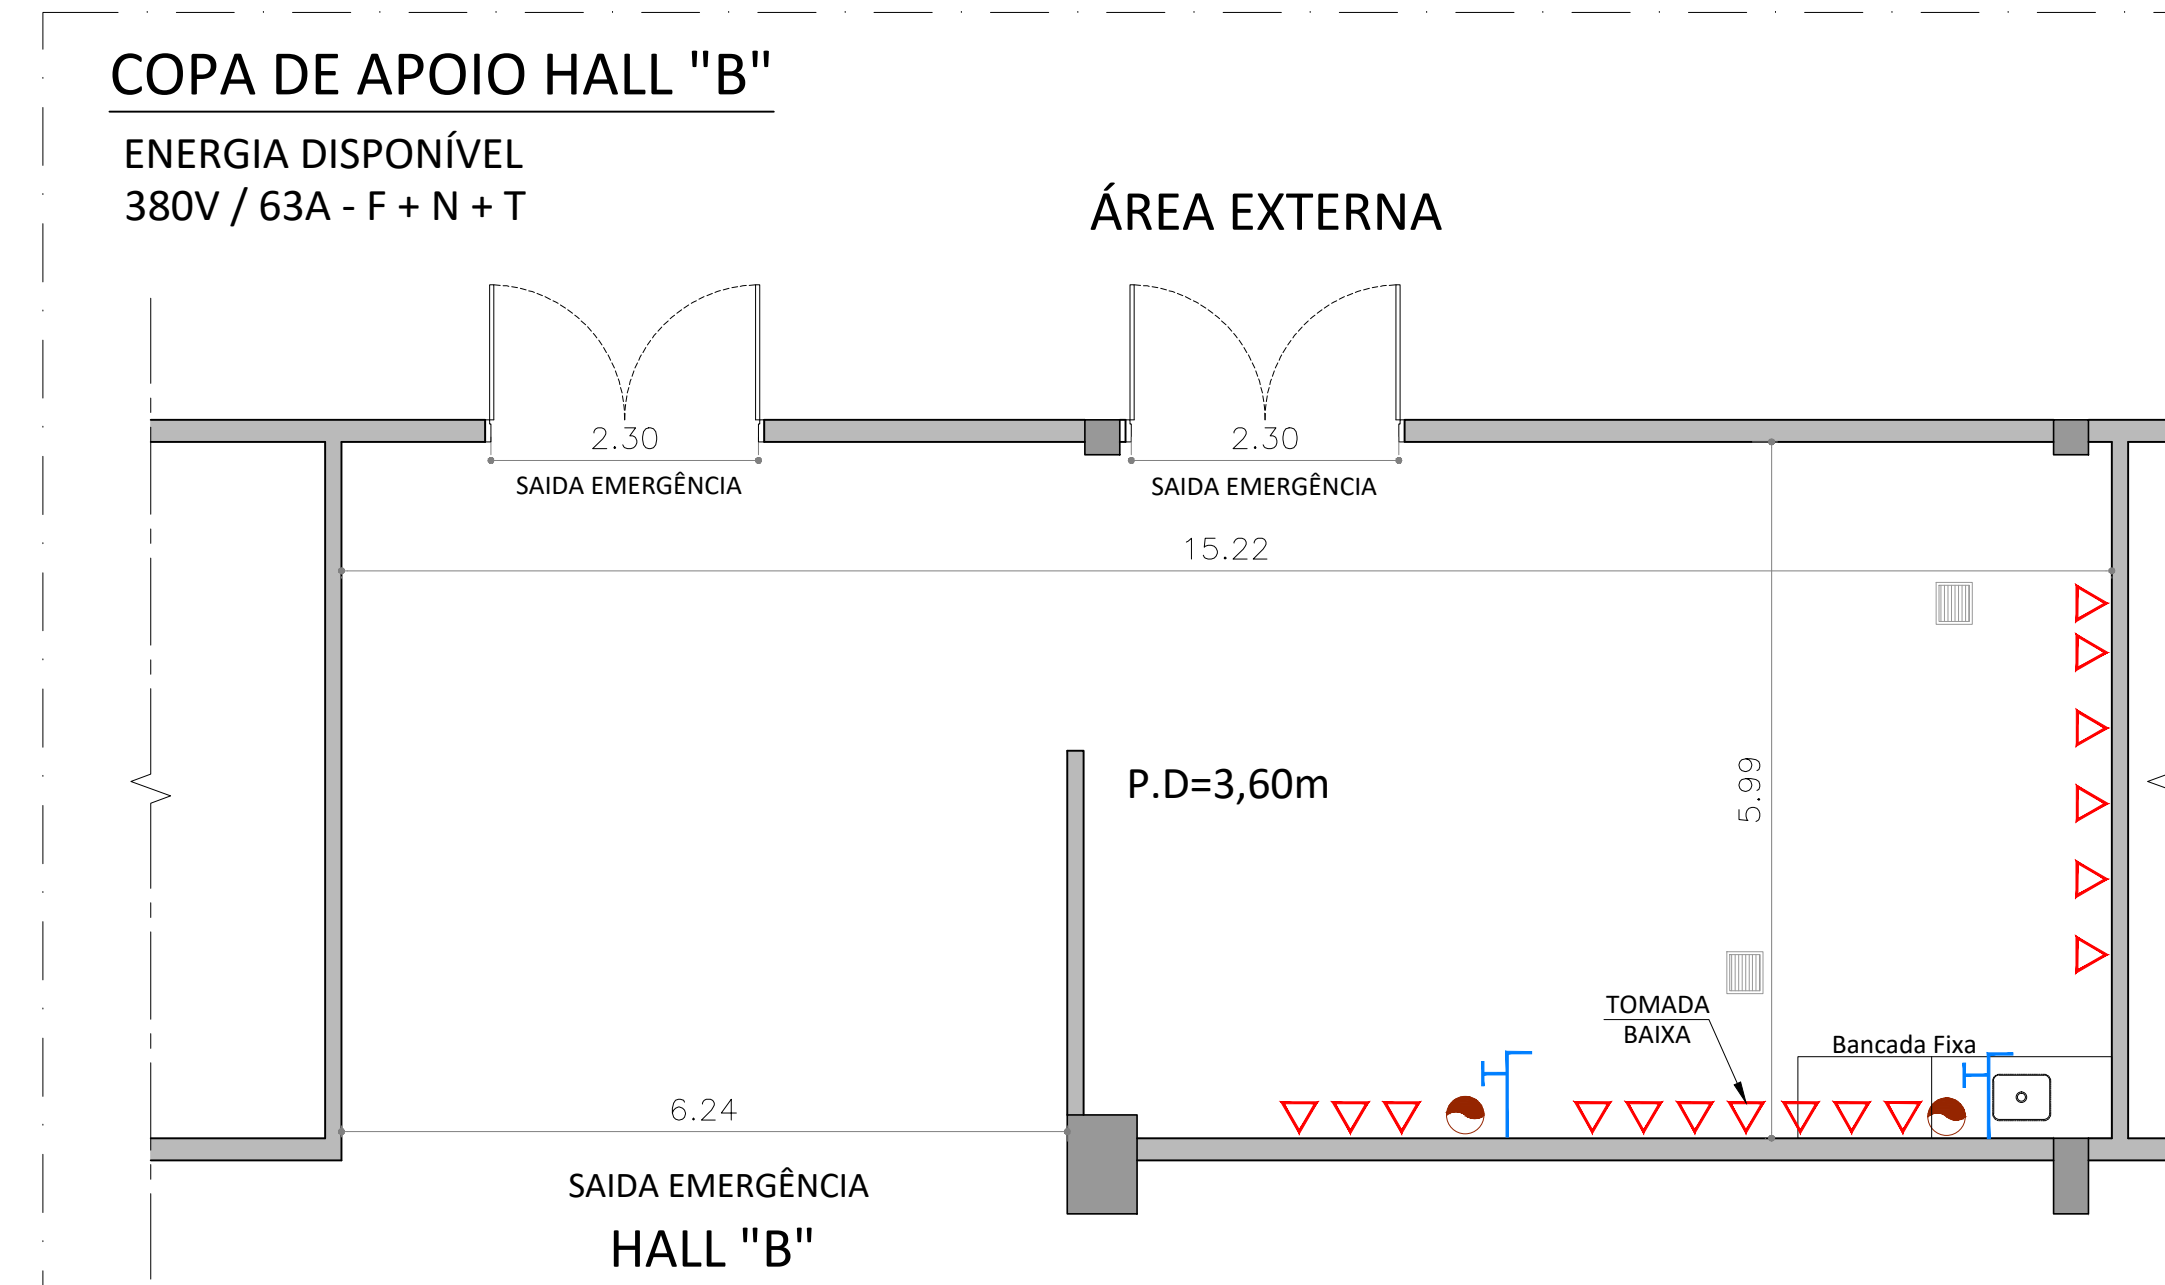 COPA DE APOIO HALL "B"
ENERGIA DISPONÍVEL
380V / 63A - F + N + T
ÁREA EXTERNA
2.30
SAIDA EMERGÊNCIA
2.30
SAIDA EMERGÊNCIA
15.22
P.D=3,60m
5.99
TOMADA
BAIXA
Bancada Fixa
6.24
SAIDA EMERGÊNCIA
HALL "B"